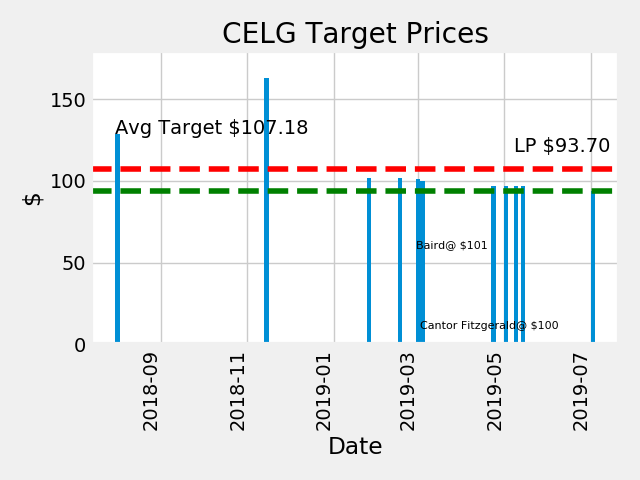 CELG Target Prices
150
Avg Target $107.18
LP $93.70
100
$
Baird@ $101
50
Cantor Fitzgerald@ $100
0
2018-09
2018-11
2019-01
2019-03
2019-05
2019-07
Date